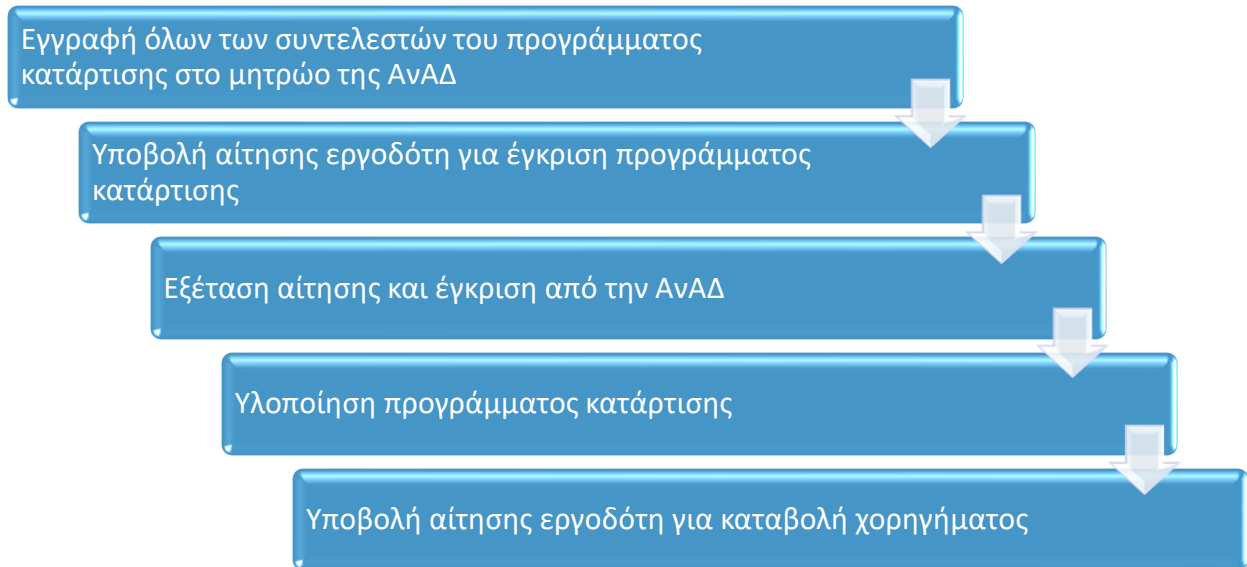 Εγγραφή όλων των συντελεστών του προγράμματος
κατάρτισης στο μητρώο της ΑνΑΔ
Υποβολή αίτησης εργοδότη για έγκριση προγράμματος
κατάρτισης
Εξέταση αίτησης και έγκριση από την ΑνΑΔ
Υλοποίηση προγράμματος κατάρτισης
Υποβολή αίτησης εργοδότη για καταβολή χορηγήματος